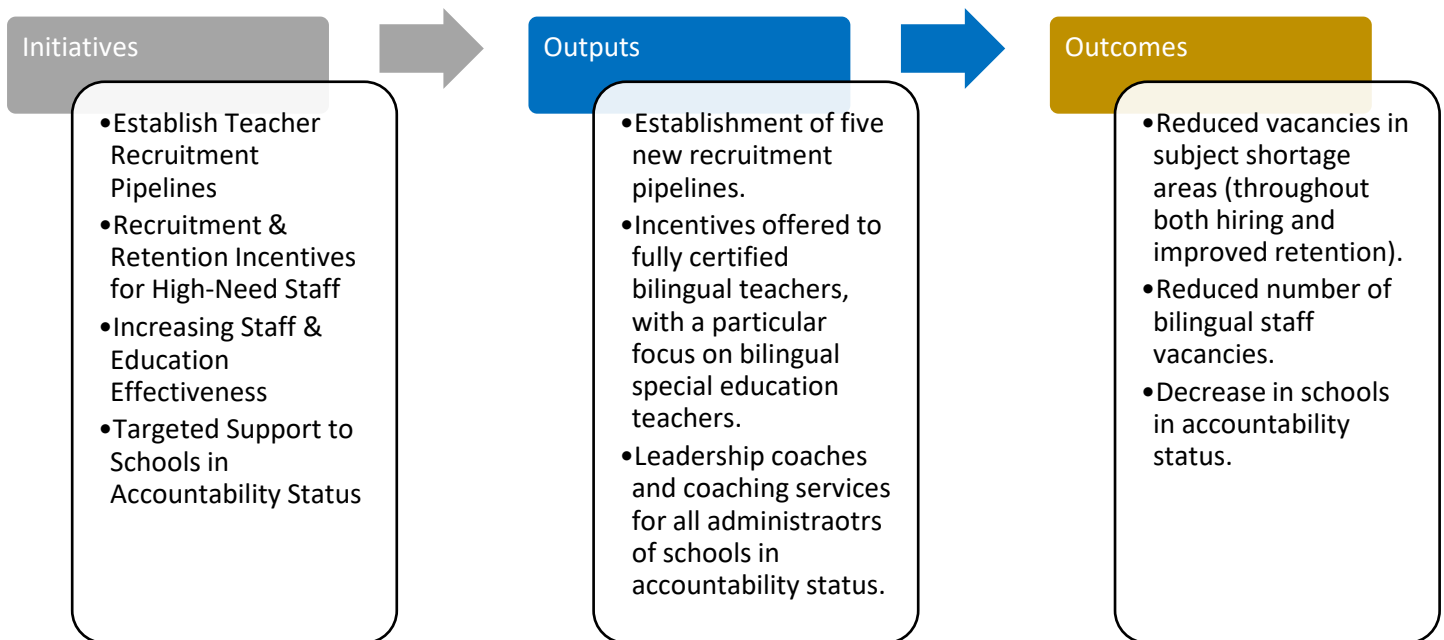 Initiatives
•Establish Teacher
Recruitment
Pipelines
•Recruitment &
Retention Incentives
for High-Need Staff
•Increasing Staff &
Education
Effectiveness
•Targeted Support to
Schools in
Accountability Status
Outputs
•Establishment of five
new recruitment
pipelines.
•Incentives offered to
fully certified
bilingual teachers,
with a particular
focus on bilingual
special education
teachers.
•Leadership coaches
and coaching services
for all administraotrs
of schools in
accountability status.
Outcomes
•Reduced vacancies in
subject shortage
areas (throughout
both hiring and
improved retention).
•Reduced number of
bilingual staff
vacancies.
•Decrease in schools
in accountability
status.